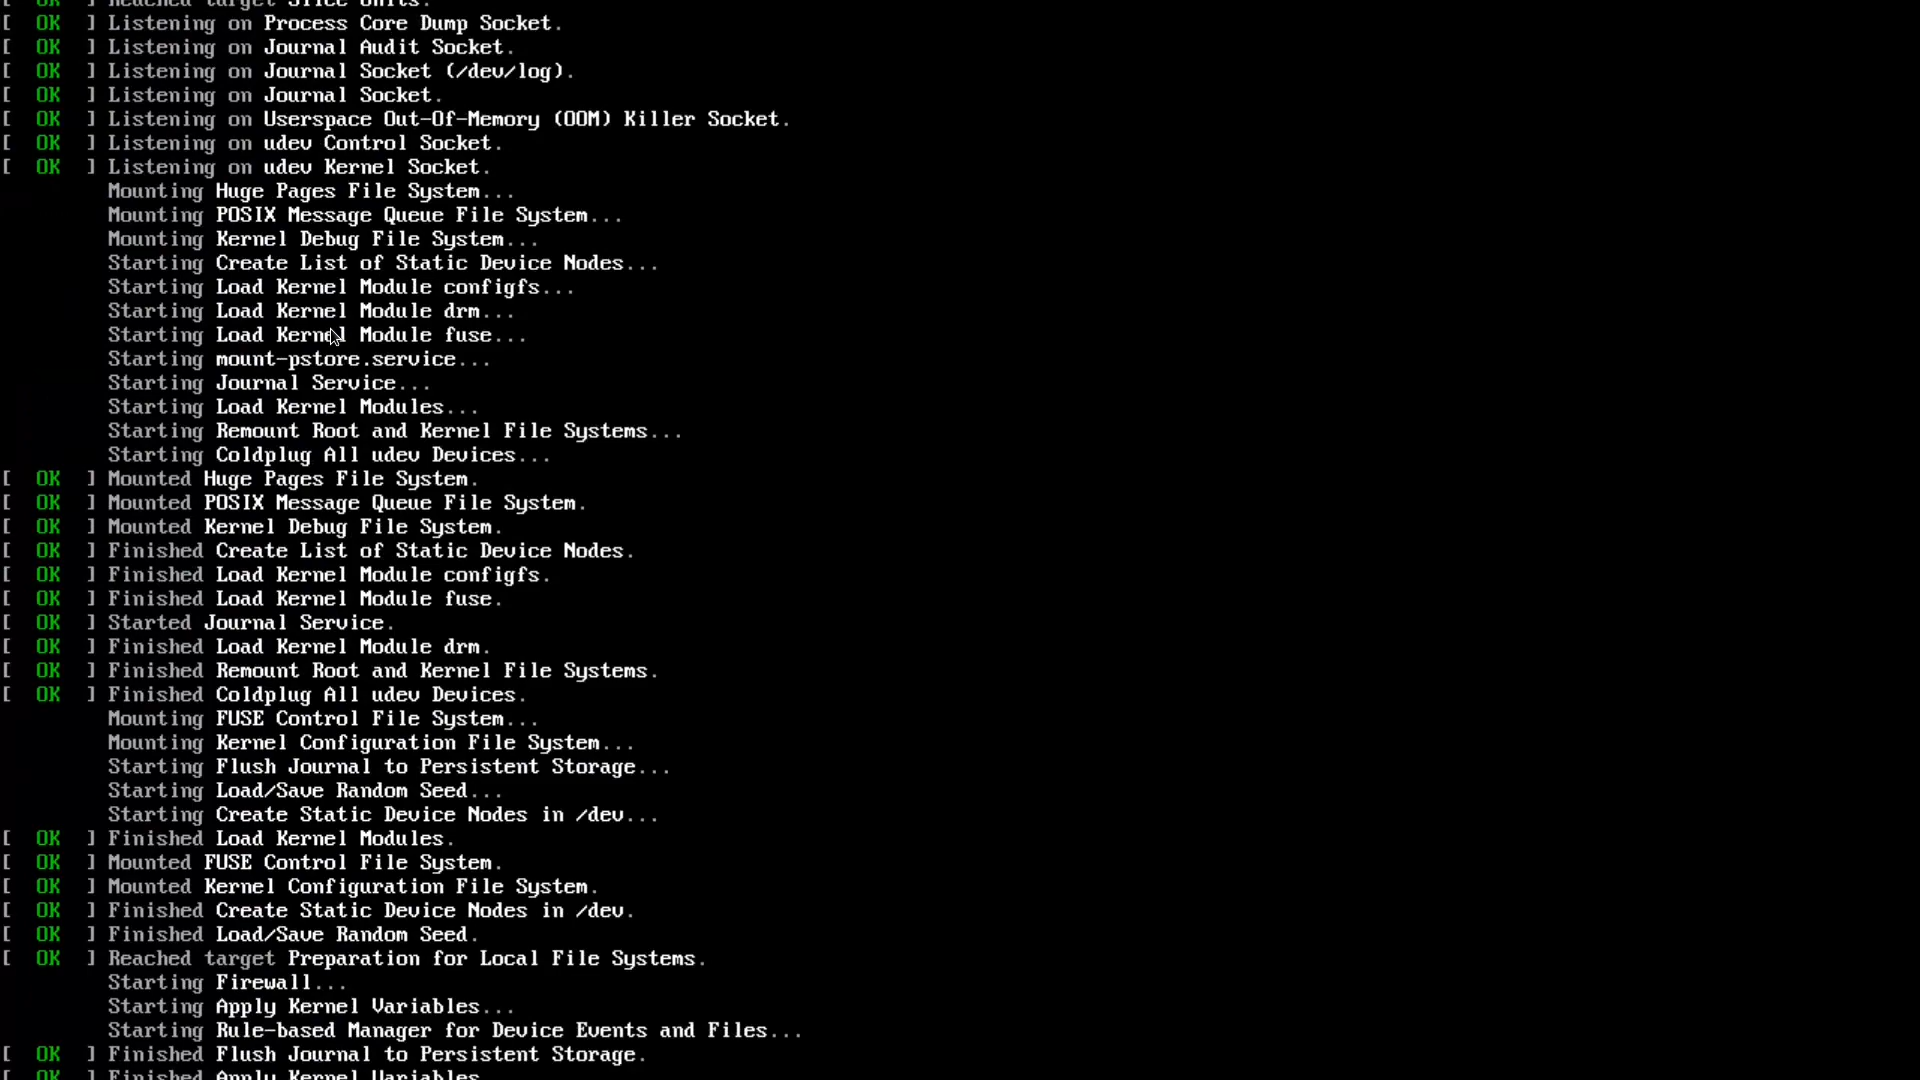 [  OK  ] Reached target Slice Units.
[  OK  ] Listening on Process Core Dump Socket.
[  OK  ] Listening on Journal Audit Socket.
[  OK  ] Listening on Journal Socket (/dev/log).
[  OK  ] Listening on Journal Socket.
[  OK  ] Listening on Userspace Out-Of-Memory (OOM) Killer Socket.
[  OK  ] Listening on udev Control Socket.
[  OK  ] Listening on udev Kernel Socket.
Mounting Huge Pages File System...
Mounting POSIX Message Queue File System...
Mounting Kernel Debug File System...
Starting Create List of Static Device Nodes...
Starting Load Kernel Module configfs...
Starting Load Kernel Module drm...
Starting Load Kernel Module fuse...
Starting mount-pstore.service...
Starting Journal Service...
Starting Load Kernel Modules...
Starting Remount Root and Kernel File Systems...
Starting Coldplug All udev Devices...
[  OK  ] Mounted Huge Pages File System.
[  OK  ] Mounted POSIX Message Queue File System.
[  OK  ] Mounted Kernel Debug File System.
[  OK  ] Finished Create List of Static Device Nodes.
[  OK  ] Finished Load Kernel Module configfs.
[  OK  ] Finished Load Kernel Module fuse.
[  OK  ] Started Journal Service.
[  OK  ] Finished Load Kernel Module drm.
[  OK  ] Finished Remount Root and Kernel File Systems.
[  OK  ] Finished Coldplug All udev Devices.
Mounting FUSE Control File System...
Mounting Kernel Configuration File System...
Starting Flush Journal to Persistent Storage...
Starting Load/Save Random Seed...
Starting Create Static Device Nodes in /dev...
[  OK  ] Finished Load Kernel Modules.
[  OK  ] Mounted FUSE Control File System.
[  OK  ] Mounted Kernel Configuration File System.
[  OK  ] Finished Create Static Device Nodes in /dev.
[  OK  ] Finished Load/Save Random Seed.
[  OK  ] Reached target Preparation for Local File Systems.
Starting Firewall...
Starting Apply Kernel Variables...
Starting Rule-based Manager for Device Events and Files...
[  OK  ] Finished Flush Journal to Persistent Storage.
[  OK  ] Finished Apply Kernel Variables.